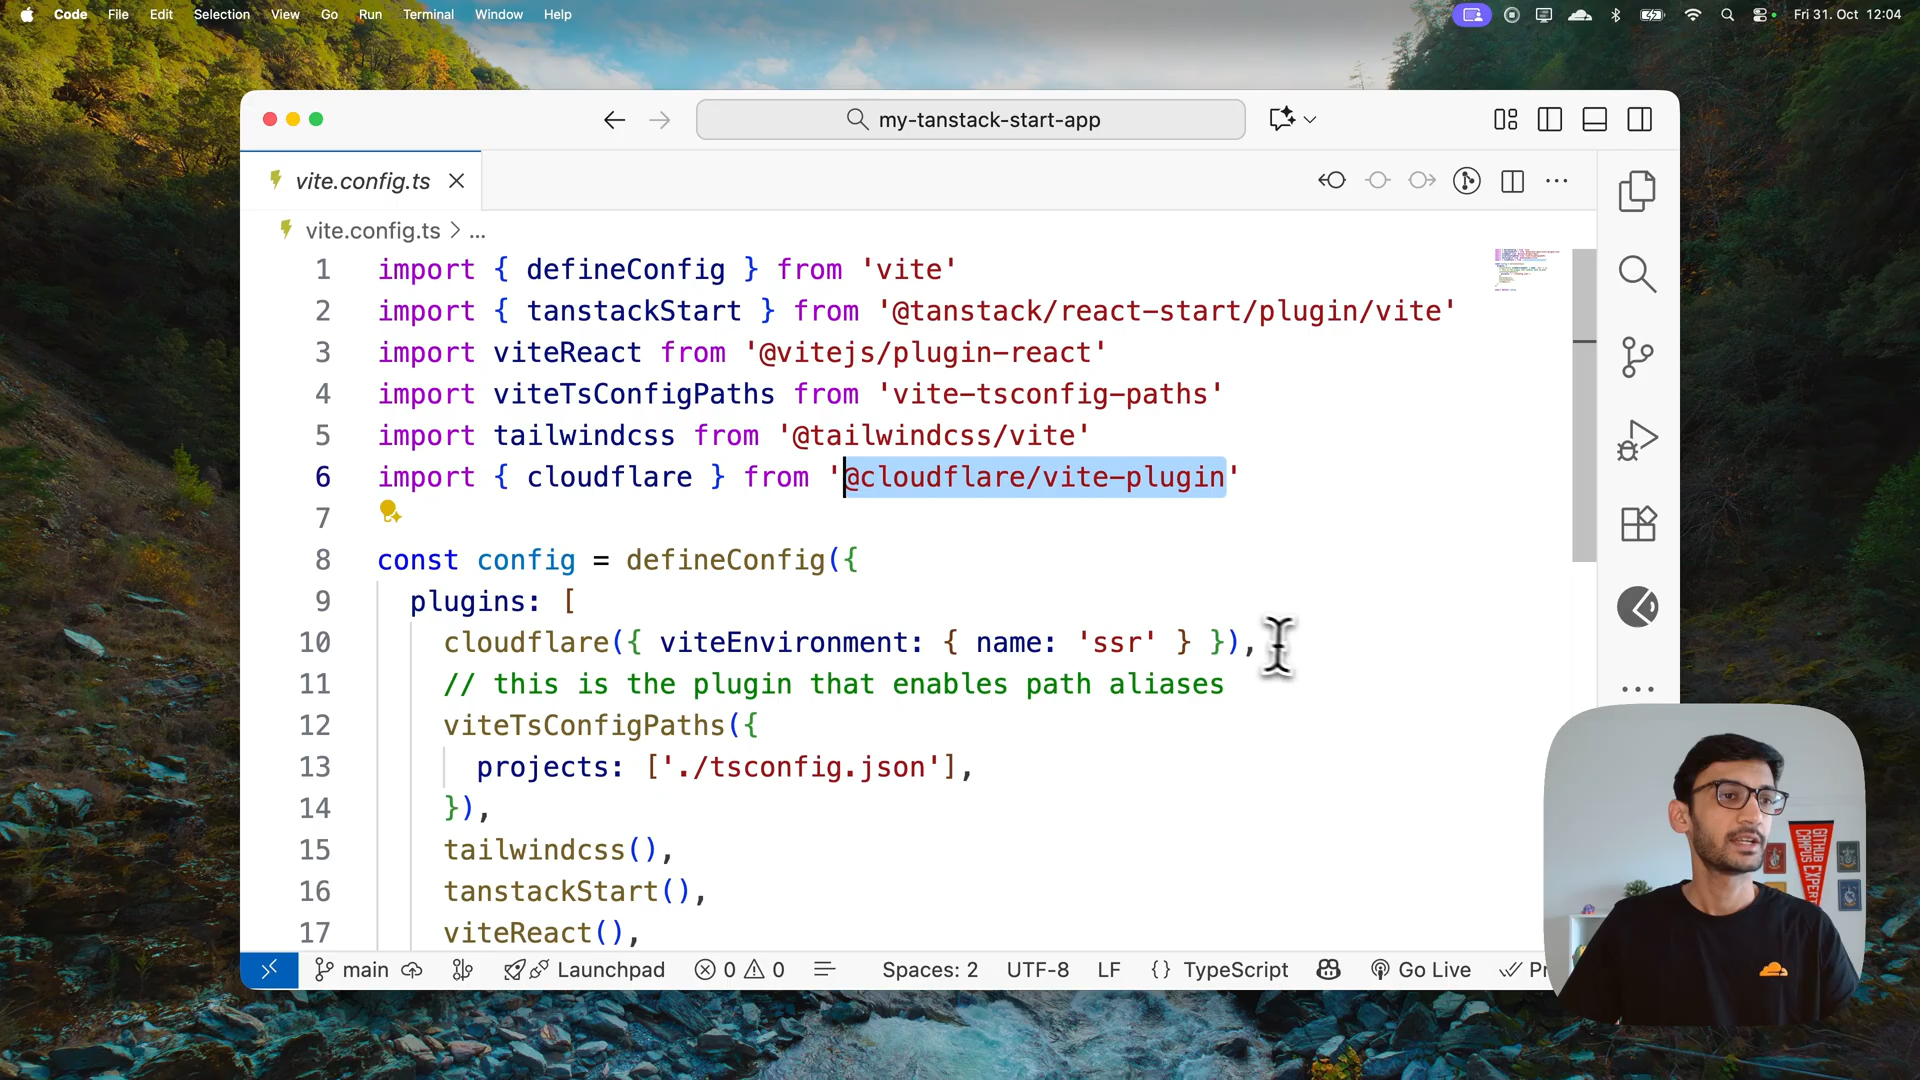 Code File Edit Selection View Go Run Terminal Window Help
Fri 31. Oct 12:04
my-tanstack-start-app
vite.config.ts
vite.config.ts > ...
1 import { defineConfig } from 'vite'
2 import { tanstackStart } from '@tanstack/react-start/plugin/vite'
3 import viteReact from '@vitejs/plugin-react'
4 import viteTsConfigPaths from 'vite-tsconfig-paths'
5 import tailwindcss from '@tailwindcss/vite'
6 import { cloudflare } from '@cloudflare/vite-plugin'
7
8 const config = defineConfig({
9 plugins: [
10 cloudflare({ viteEnvironment: { name: 'ssr' } }),
11 // this is the plugin that enables path aliases
12 viteTsConfigPaths({
13 projects: ['./tsconfig.json'],
14 }),
15 tailwindcss(),
16 tanstackStart(),
17 viteReact(),
main Launchpad 0 0 Spaces: 2 UTF-8 LF {} TypeScript Go Live Pr
GITHUB
CAMPUS EXPERT